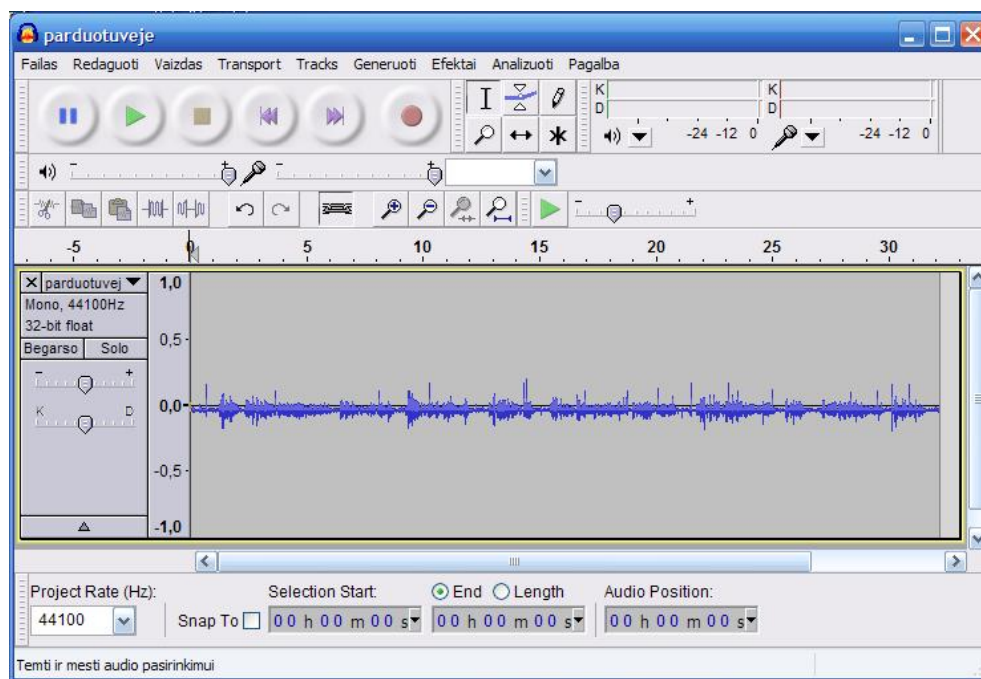 parduotuveje
Failas Redaguoti Vaizdas Transport Tracks Generuoti Efektai Analizuoti Pagalba
K K
D D
-24 -12 0 -24 -12 0
- + - +
- +
-5 0 5 10 15 20 25 30
X parduotuvej 1,0
Mono, 44100Hz
32-bit float
Begarso Solo 0,5
- +
K D 0,0
-0,5
-1,0
Project Rate (Hz): Selection Start: End Length Audio Position:
44100 Snap To 00 h 00 m 00 s 00 h 00 m 00 s 00 h 00 m 00 s
Temti ir mesti audio pasirinkimui